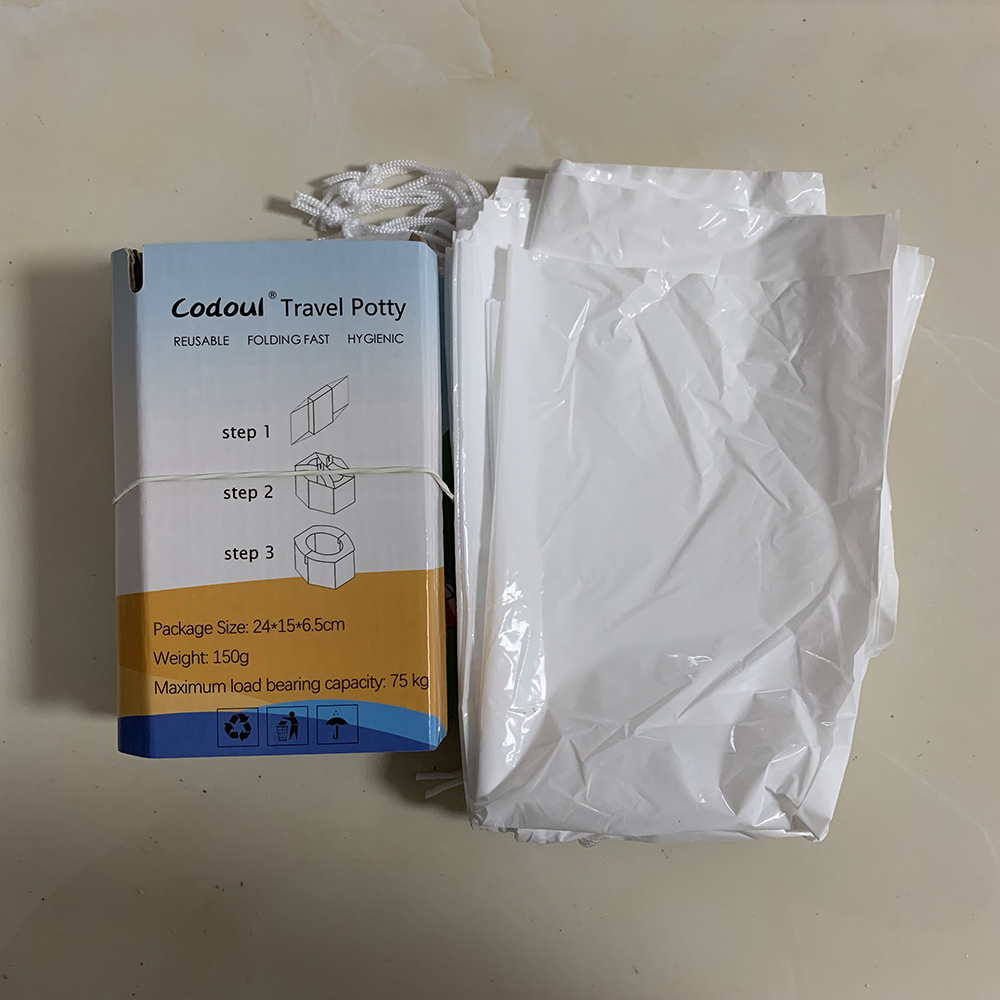 Codoul® Travel Potty
REUSABLE FOLDING FAST HYGIENIC
step 1
step 2
step 3
Package Size: 24*15*6.5cm
Weight: 150g
Maximum load bearing capacity: 75 kg